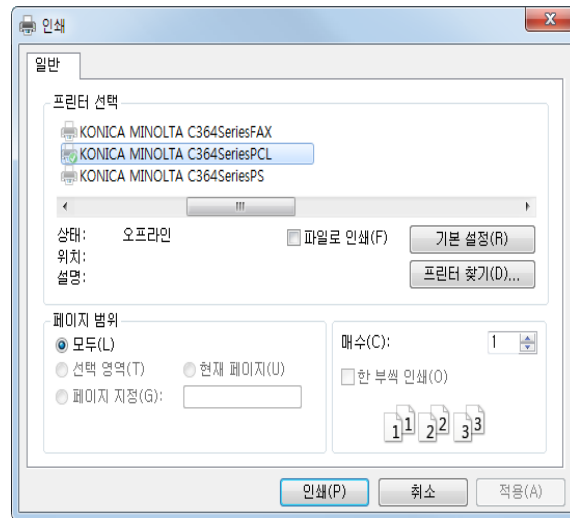 인쇄
일반
프린터 선택
KONICA MINOLTA C364SeriesFAX
KONICA MINOLTA C364SeriesPCL
KONICA MINOLTA C364SeriesPS
상태: 오프라인
파일로 인쇄(F)
기본 설정(R)
위치:
설명:
프린터 찾기(D)...
페이지 범위
모두(L)
선택 영역(T)
현재 페이지(U)
페이지 지정(G):
매수(C): 1
한 부씩 인쇄(O)
1 1 2 2 3 3
인쇄(P)
취소
적용(A)